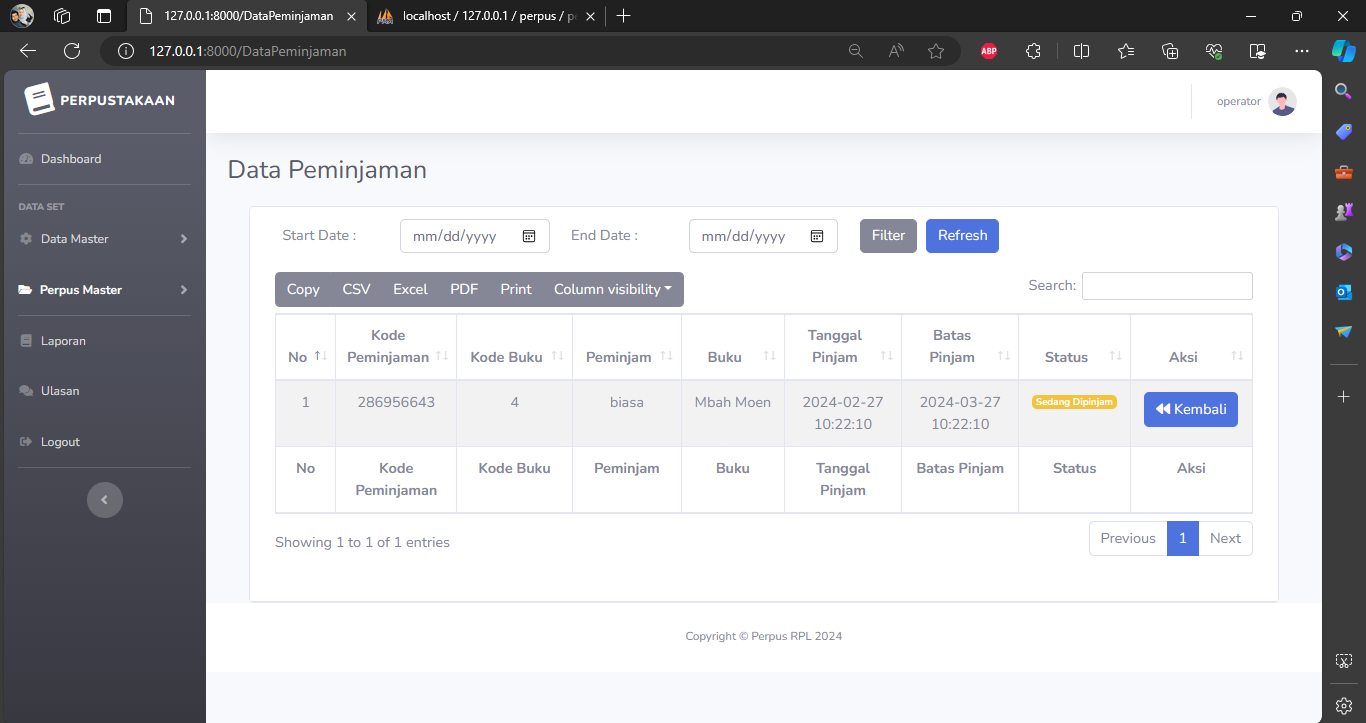 127.0.0.1:8000/DataPeminjaman
localhost / 127.0.0.1 / perpus / p
127.0.0.1:8000/DataPeminjaman
ABP
PERPUSTAKAAN
operator
Dashboard
DATA SET
Data Master
Perpus Master
Laporan
Ulasan
Logout
Data Peminjaman
Start Date :
mm/dd/yyyy
End Date :
mm/dd/yyyy
Filter
Refresh
Copy CSV Excel PDF Print Column visibility
Search:
No Kode Peminjaman Kode Buku Peminjam Buku Tanggal Pinjam Batas Pinjam Status Aksi
1 286956643 4 biasa Mbah Moen 2024-02-27 10:22:10 2024-03-27 10:22:10 Sedang Dipinjam Kembali
No Kode Peminjaman Kode Buku Peminjam Buku Tanggal Pinjam Batas Pinjam Status Aksi
Showing 1 to 1 of 1 entries
Previous 1 Next
Copyright © Perpus RPL 2024